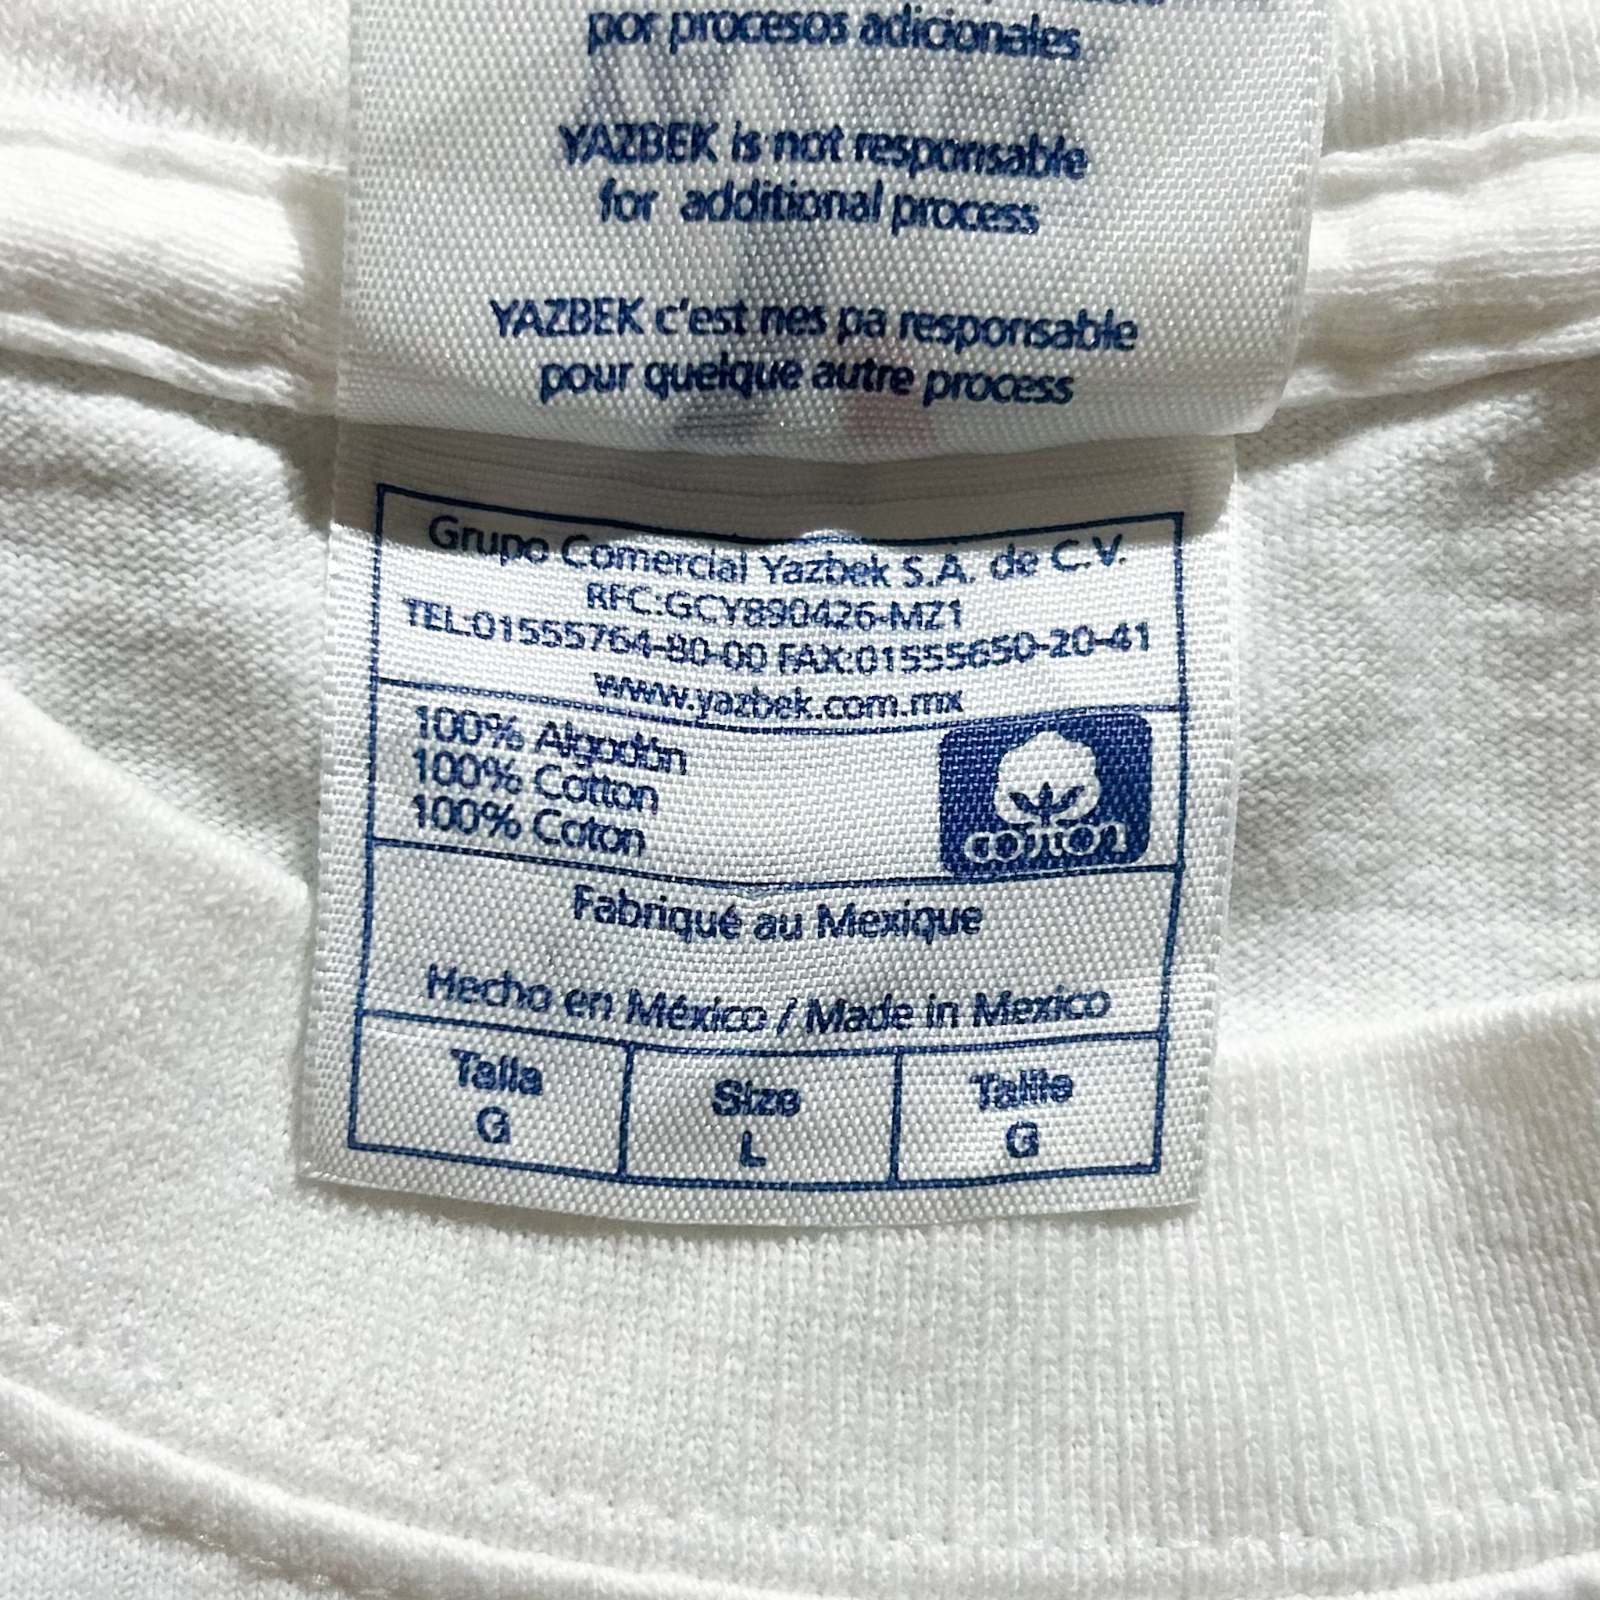 por procesos adicionales
YAZBEK is not responsable
for additional process
YAZBEK c'est nes pa responsable
pour quelque autre process
Grupo Comercial Yazbek S.A. de C.V.
RFC:GCY890426-MZ1
TEL:01555764-80-00 FAX:01555650-20-41
www.yazbek.com.mx
100% Algodón
100% Cotton
100% Coton
cotton
Fabriqué au Mexique
Hecho en México / Made in Mexico
Talla Size Taille
G L G